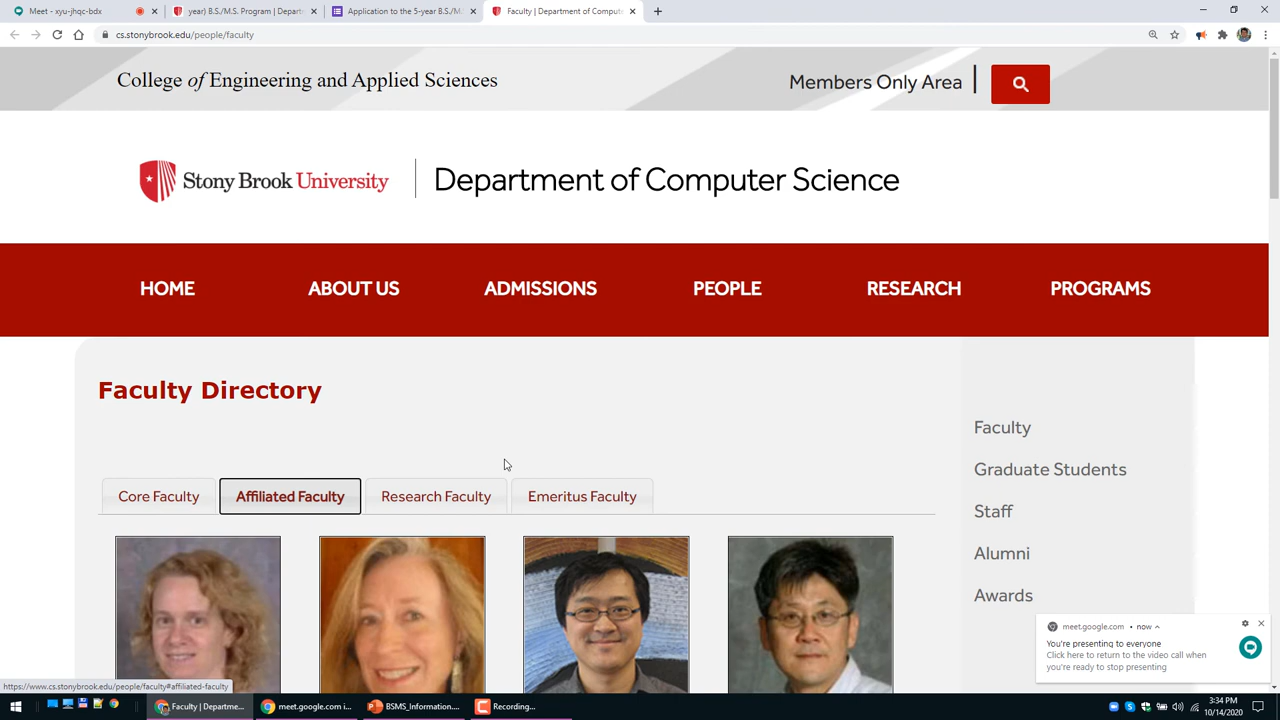 Meet - xyu-jhqc-bdx
year) B.S./M.S. Program | Depart
Application to the 5-year B.S./M.S.
Faculty | Department of Comput
cs.stonybrook.edu/people/faculty
College of Engineering and Applied Sciences
Members Only Area
Stony Brook University
Department of Computer Science
HOME
ABOUT US
ADMISSIONS
PEOPLE
RESEARCH
PROGRAMS
Faculty Directory
Core Faculty
Affiliated Faculty
Research Faculty
Emeritus Faculty
Faculty
Graduate Students
Staff
Alumni
Awards
meet.google.com • now
You're presenting to everyone
Click here to return to the video call when
you're ready to stop presenting
https://www.cs.stonybrook.edu/people/faculty#affiliated-faculty
Faculty | Departme...
meet.google.com i...
BSMS_Information....
Recording...
3:34 PM
10/14/2020